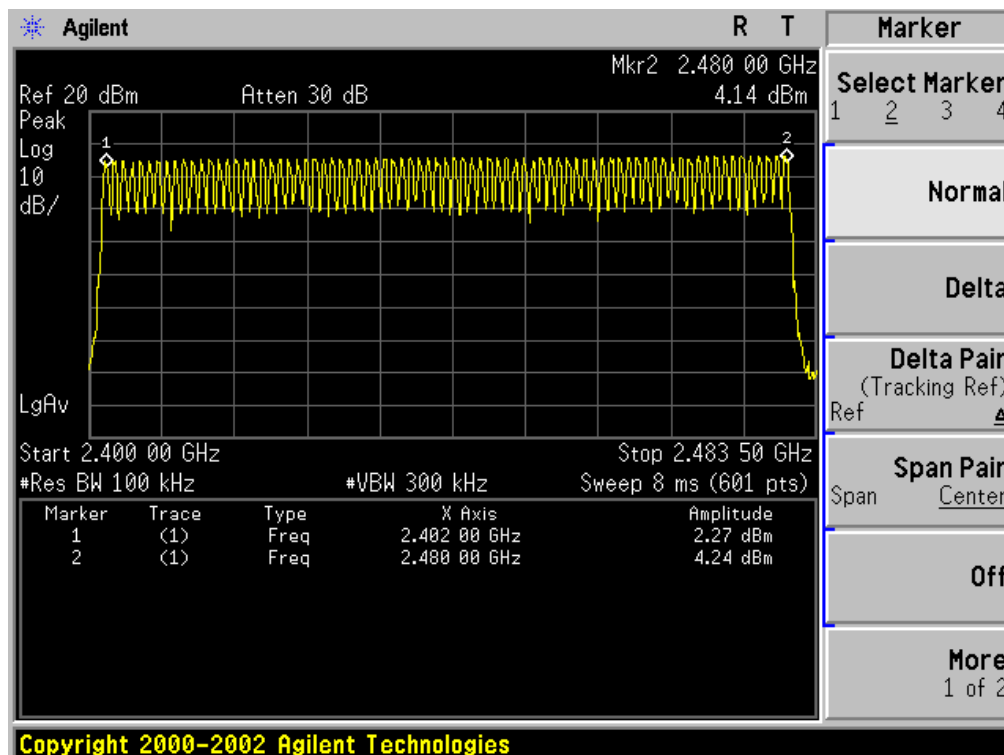 Agilent R T
Mkr2 2.480 00 GHz
Ref 20 dBm Atten 30 dB 4.14 dBm
Peak
Log
10
dB/
1
2
LgAv
Start 2.400 00 GHz Stop 2.483 50 GHz
#Res BW 100 kHz #VBW 300 kHz Sweep 8 ms (601 pts)
Marker Trace Type X Axis Amplitude
1 (1) Freq 2.402 00 GHz 2.27 dBm
2 (1) Freq 2.480 00 GHz 4.24 dBm
Marker
Select Marker
1 2 3 4
Normal
Delta
Delta Pair
(Tracking Ref)
Ref Δ
Span Pair
Span Center
Off
More
1 of 2
Copyright 2000-2002 Agilent Technologies